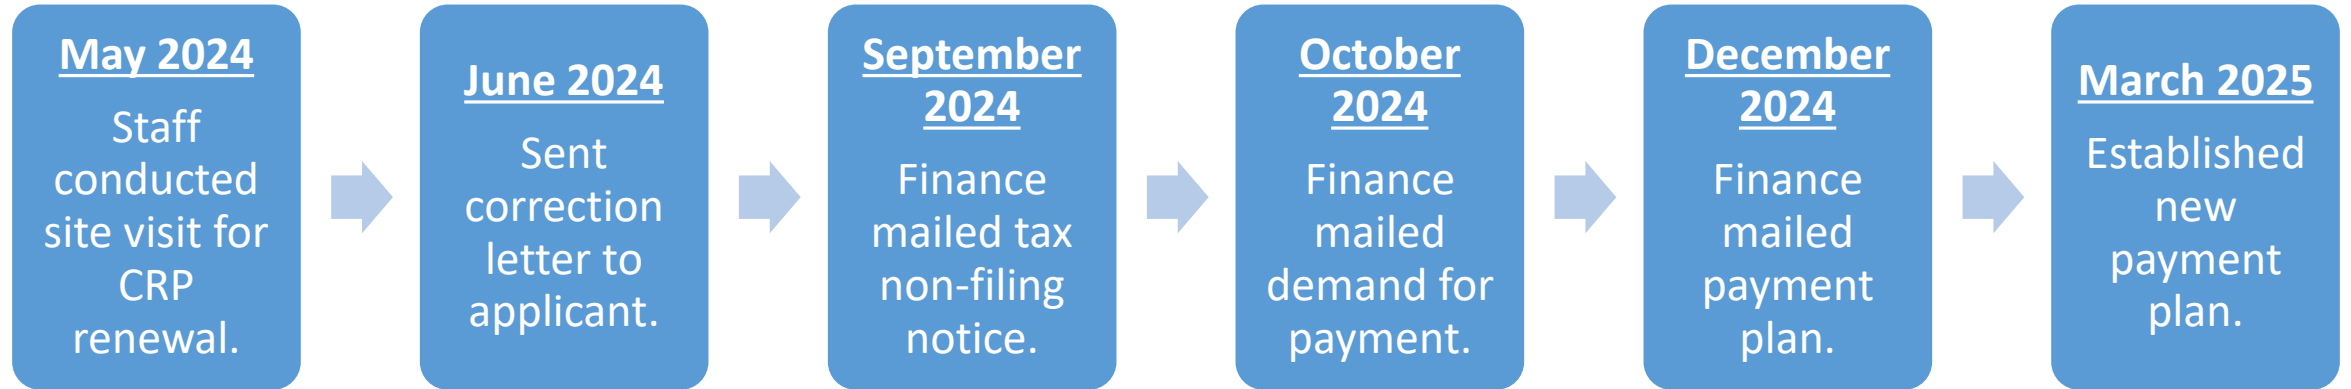 May 2024
Staff
conducted
site visit for
CRP
renewal.
June 2024
Sent
correction
letter to
applicant.
September
2024
Finance
mailed tax
non-filing
notice.
October
2024
Finance
mailed
demand for
payment.
December
2024
Finance
mailed
payment
plan.
March 2025
Established
new
payment
plan.